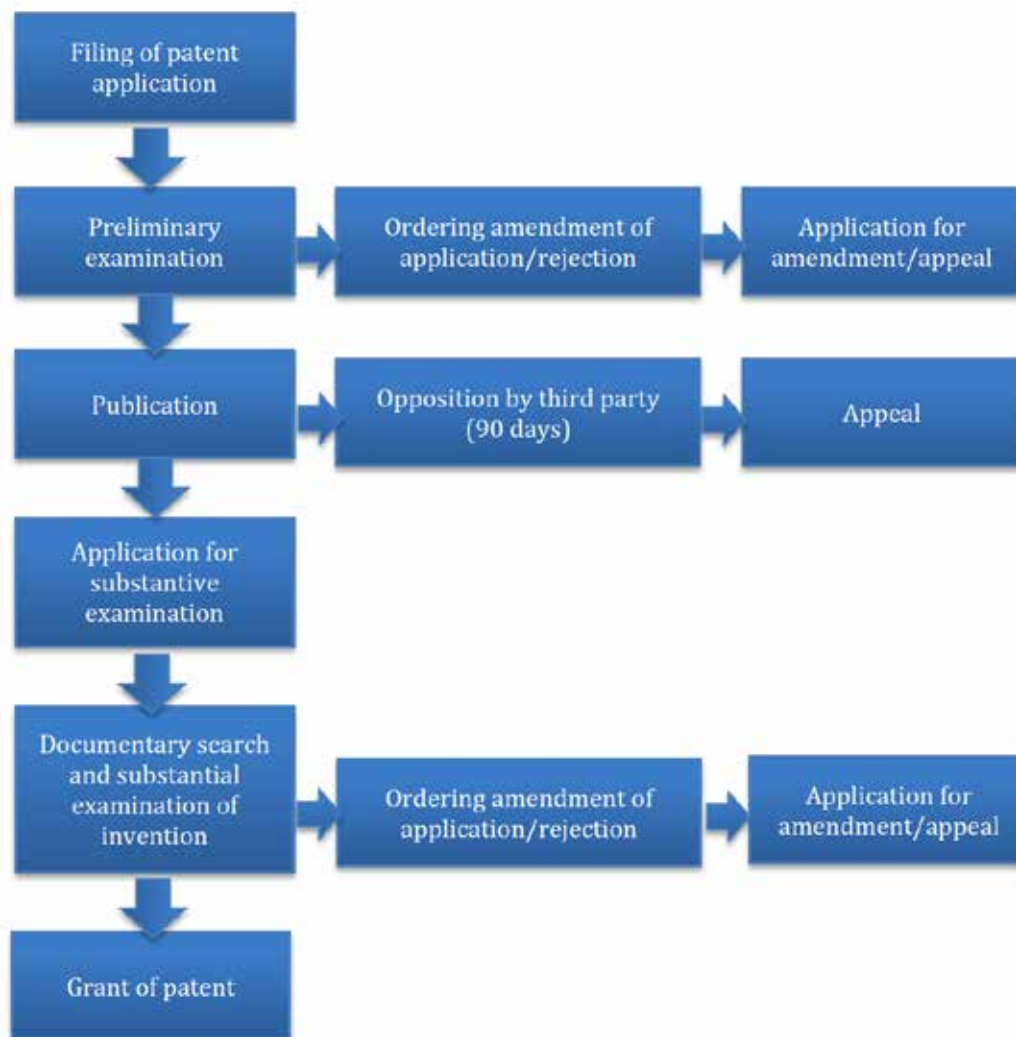 Filing of patent
application
Preliminary
examination
Ordering amendment of
application/rejection
Application for
amendment/appeal
Publication
Opposition by third party
(90 days)
Appeal
Application for
substantive
examination
Documentary search
and substantial
examination of
invention
Ordering amendment of
application/rejection
Application for
amendment/appeal
Grant of patent